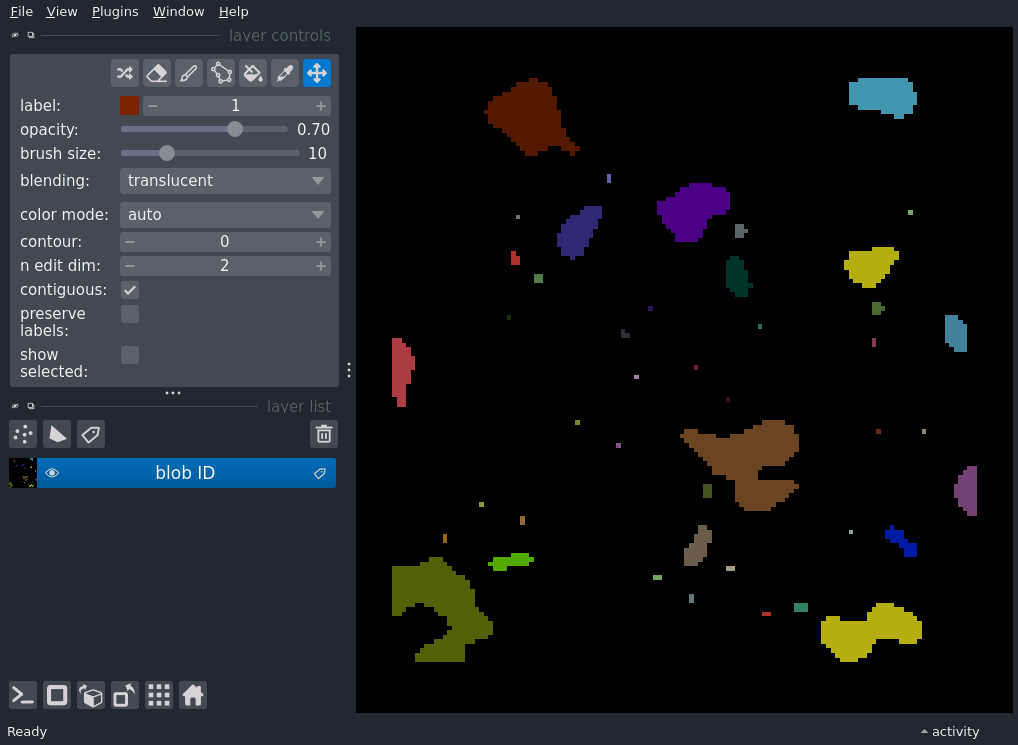 File View Plugins Window Help
layer controls
label: 1
opacity: 0.70
brush size: 10
blending: translucent
color mode: auto
contour: 0
n edit dim: 2
contiguous:
preserve
labels:
show
selected:
layer list
blob ID
Ready
activity